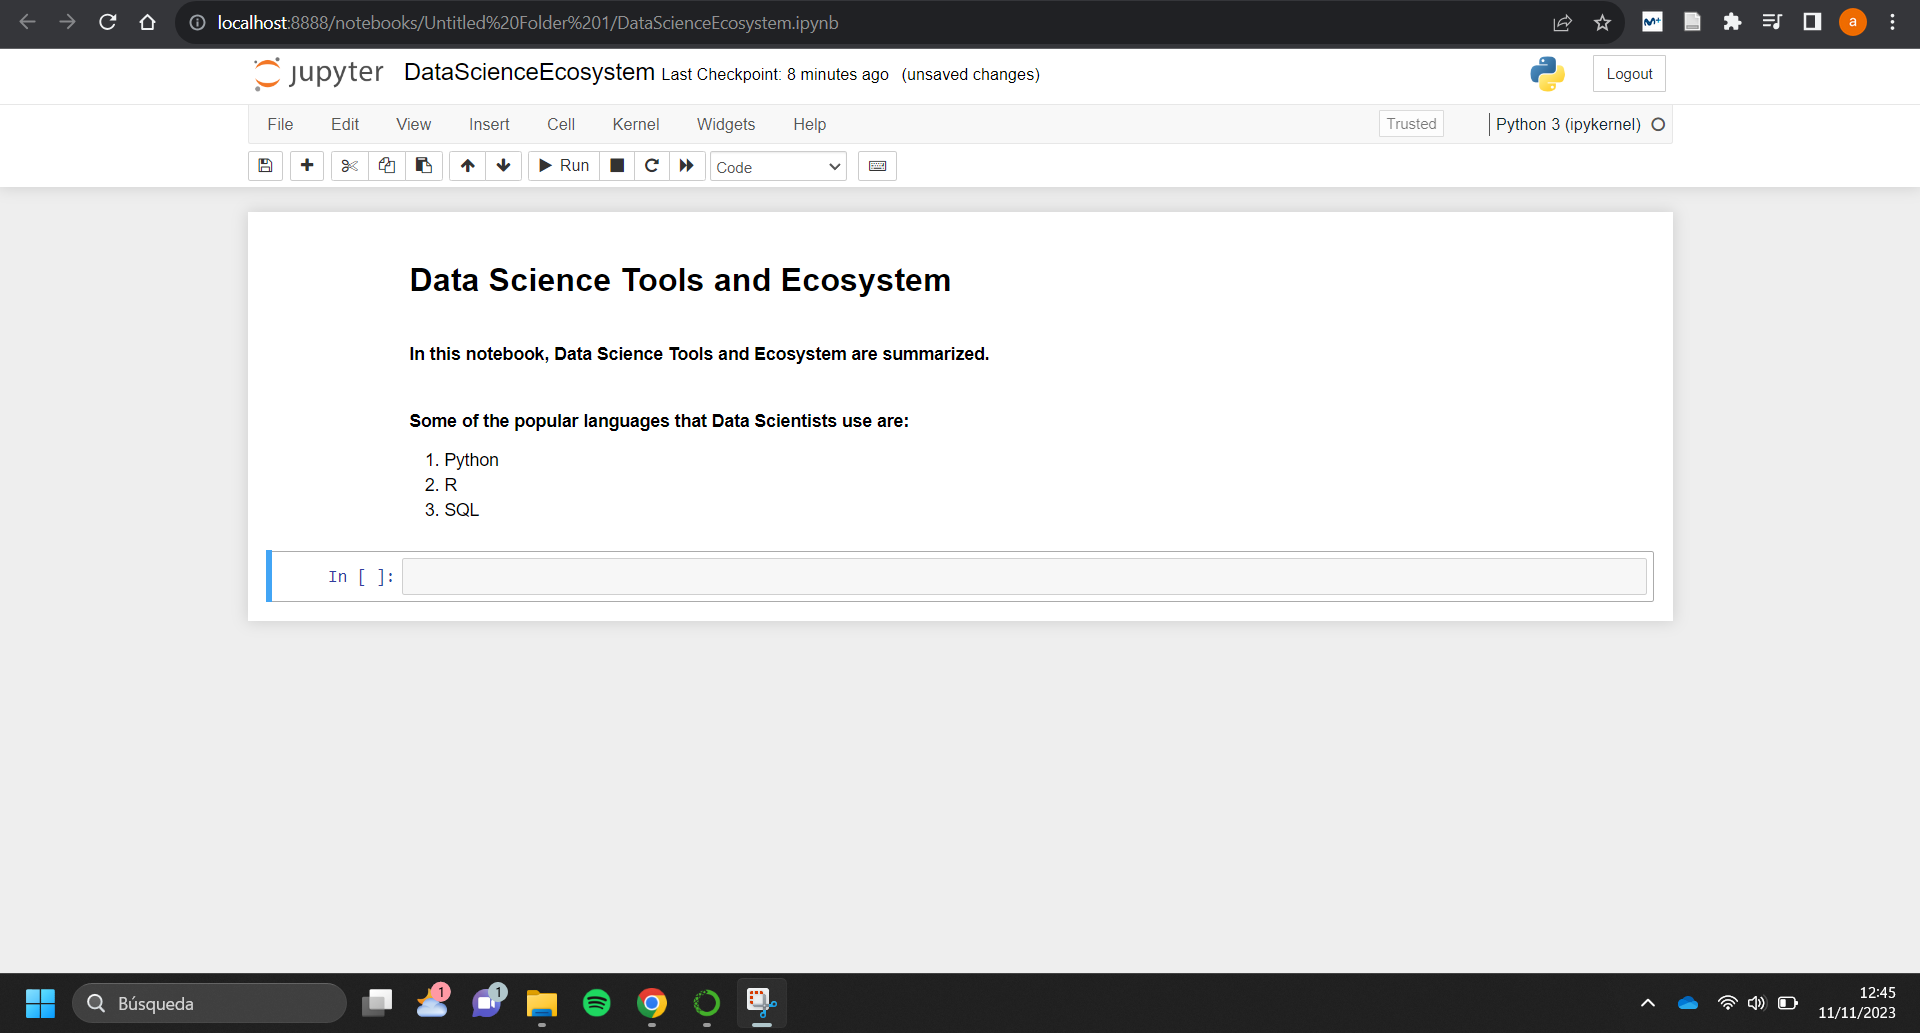 localhost:8888/notebooks/Untitled%20Folder%201/DataScienceEcosystem.ipynb
a
jupyter DataScienceEcosystem Last Checkpoint: 8 minutes ago (unsaved changes) Logout
File Edit View Insert Cell Kernel Widgets Help Trusted Python 3 (ipykernel)
Run Code
Data Science Tools and Ecosystem
In this notebook, Data Science Tools and Ecosystem are summarized.
Some of the popular languages that Data Scientists use are:
1. Python
2. R
3. SQL
In [ ]:
Búsqueda 1 1
12:45
11/11/2023